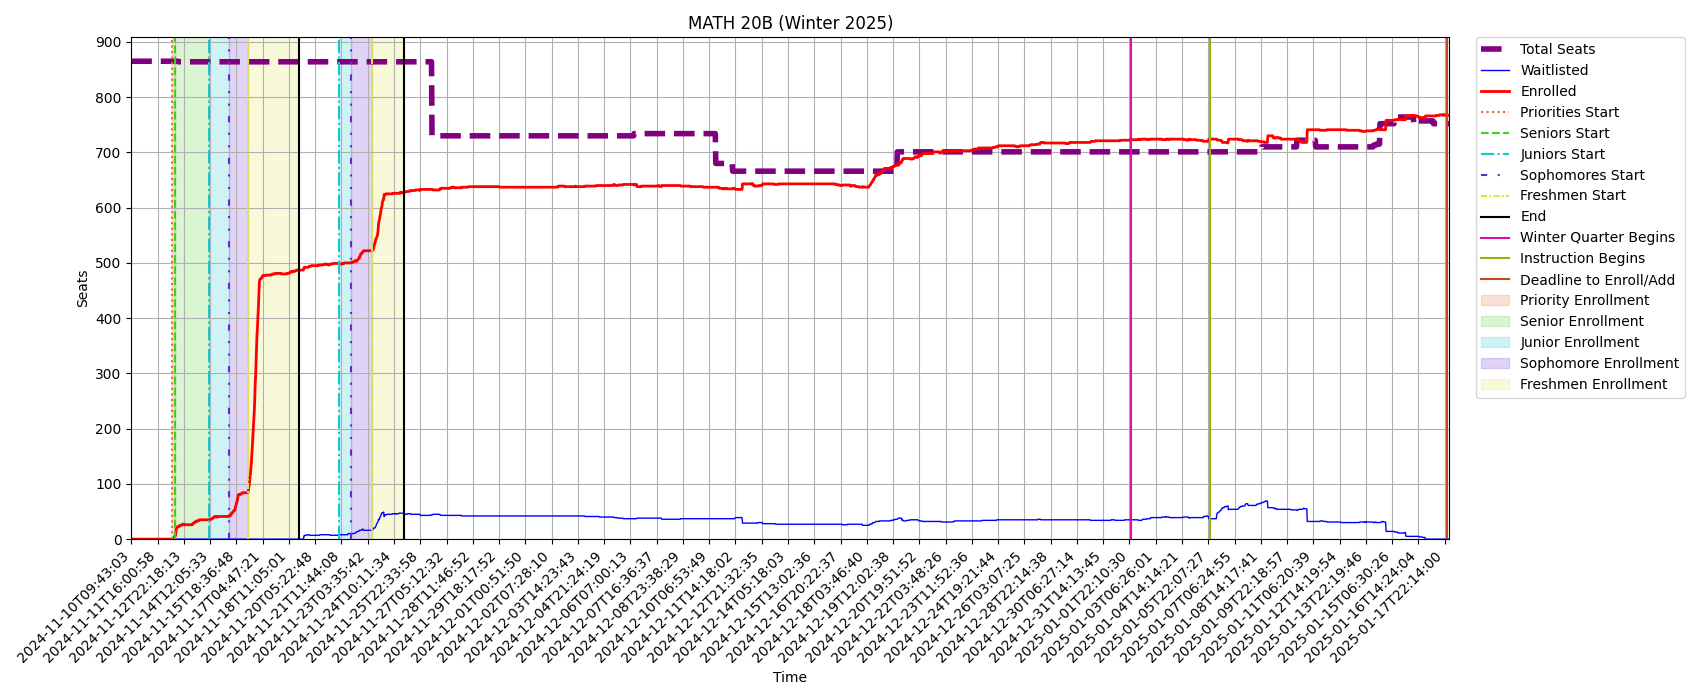 MATH 20B (Winter 2025)
Seats
900
800
700
600
500
400
300
200
100
0
2024-11-10T09:43:03
2024-11-11T16:00:58
2024-11-12T22:18:13
2024-11-14T12:05:33
2024-11-15T18:36:48
2024-11-17T04:47:21
2024-11-18T11:05:01
2024-11-20T05:22:48
2024-11-21T11:44:08
2024-11-23T03:35:42
2024-11-24T10:11:34
2024-11-25T22:33:58
2024-11-27T05:12:32
2024-11-28T11:46:52
2024-11-29T18:17:52
2024-12-01T00:51:50
2024-12-02T07:28:10
2024-12-03T14:23:43
2024-12-04T21:24:19
2024-12-06T07:00:13
2024-12-07T16:36:37
2024-12-08T23:38:29
2024-12-10T06:53:49
2024-12-11T14:18:02
2024-12-12T21:32:35
2024-12-14T05:18:03
2024-12-15T13:02:36
2024-12-16T20:22:37
2024-12-18T03:46:40
2024-12-19T12:02:38
2024-12-20T19:51:52
2024-12-22T03:48:26
2024-12-23T11:52:36
2024-12-24T19:21:44
2024-12-26T03:07:25
2024-12-28T22:14:38
2024-12-30T06:27:14
2024-12-31T14:13:45
2025-01-01T22:10:30
2025-01-03T06:26:01
2025-01-04T14:14:21
2025-01-05T22:07:27
2025-01-07T06:24:55
2025-01-08T14:17:41
2025-01-09T22:18:57
2025-01-11T06:20:39
2025-01-12T14:19:54
2025-01-13T22:19:46
2025-01-15T06:30:26
2025-01-16T14:24:04
2025-01-17T22:14:00
Time
Total Seats
Waitlisted
Enrolled
Priorities Start
Seniors Start
Juniors Start
Sophomores Start
Freshmen Start
End
Winter Quarter Begins
Instruction Begins
Deadline to Enroll/Add
Priority Enrollment
Senior Enrollment
Junior Enrollment
Sophomore Enrollment
Freshmen Enrollment